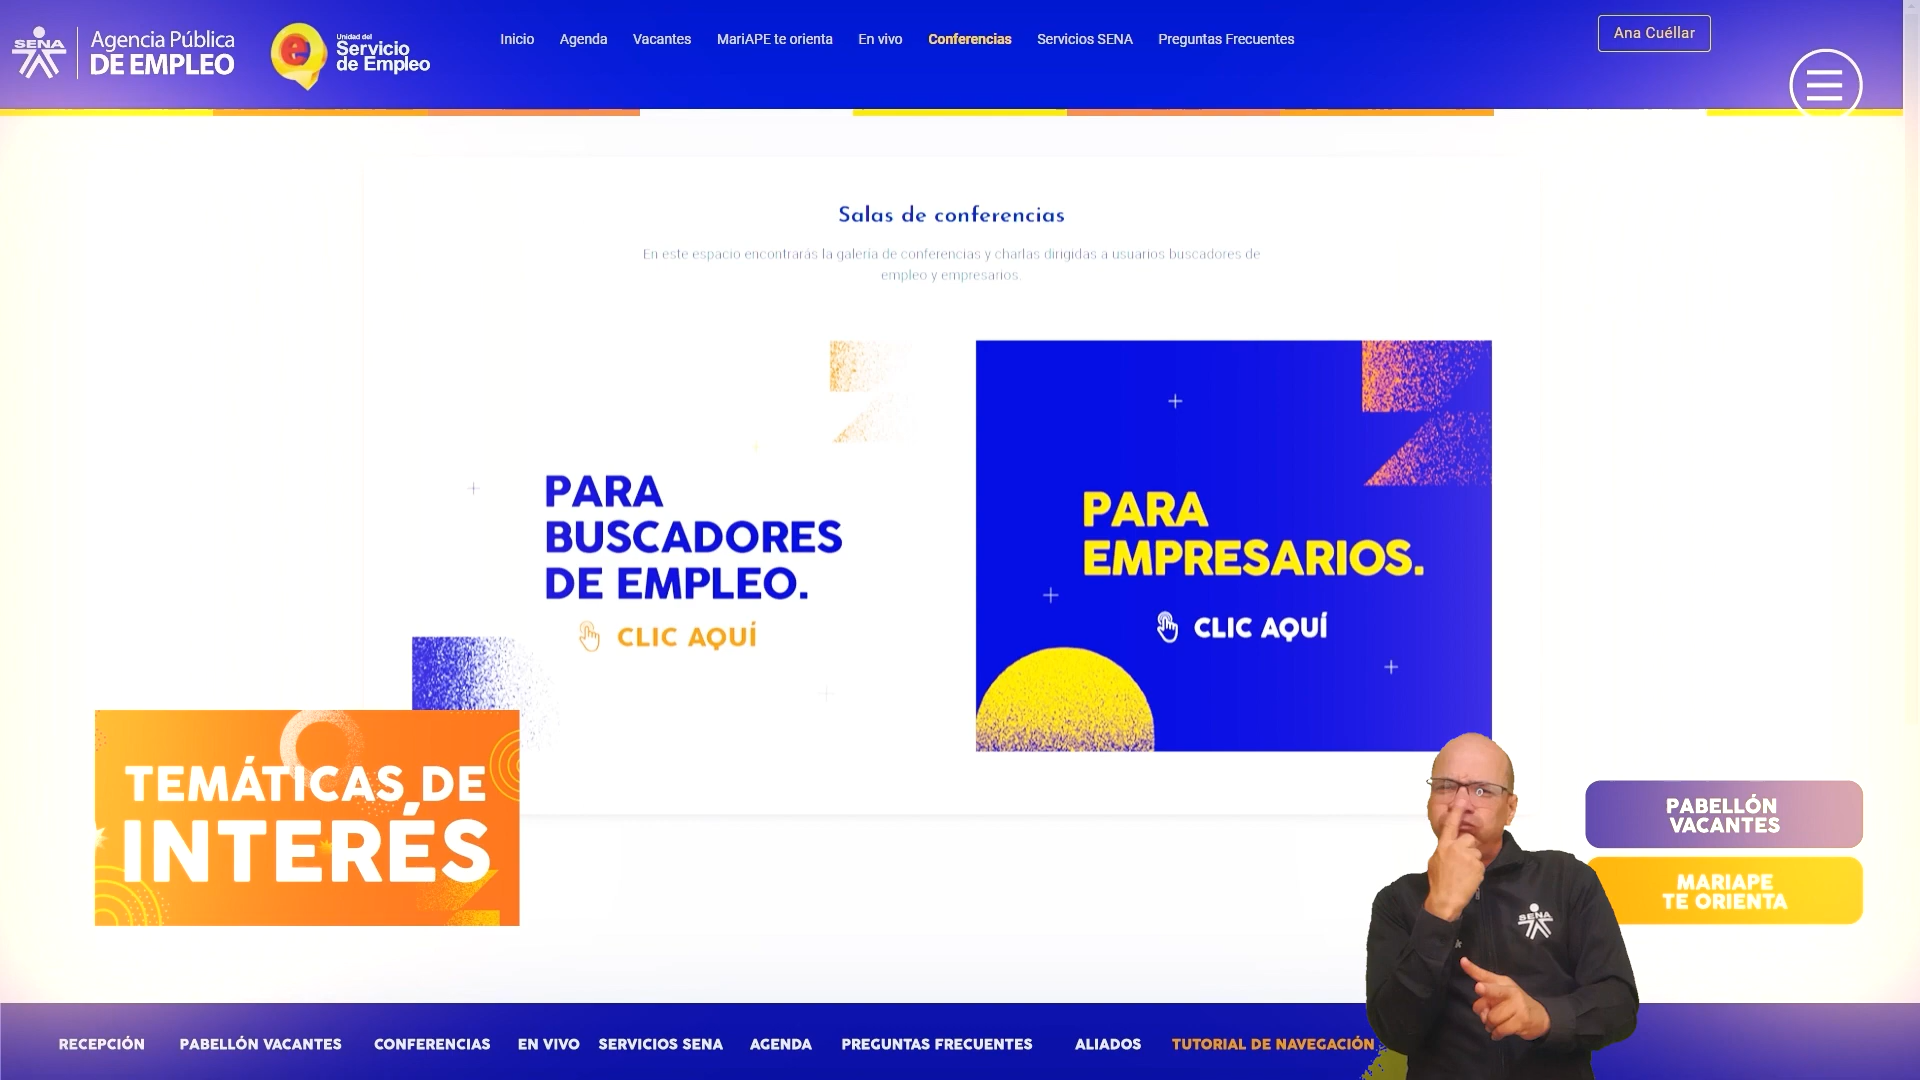 SENA
Agencia Pública
DE EMPLEO
e
Unidad del
Servicio
de Empleo
Inicio
Agenda
Vacantes
MariAPE te orienta
En vivo
Conferencias
Servicios SENA
Preguntas Frecuentes
Ana Cuéllar
Salas de conferencias
En este espacio encontrarás la galería de conferencias y charlas dirigidas a usuarios buscadores de
empleo y empresarios.
PARA
BUSCADORES
DE EMPLEO.
CLIC AQUÍ
PARA
EMPRESARIOS.
CLIC AQUÍ
TEMÁTICAS DE
INTERÉS
PABELLÓN
VACANTES
MARIAPE
TE ORIENTA
SENA
RECEPCIÓN
PABELLÓN VACANTES
CONFERENCIAS
EN VIVO
SERVICIOS SENA
AGENDA
PREGUNTAS FRECUENTES
ALIADOS
TUTORIAL DE NAVEGACIÓN